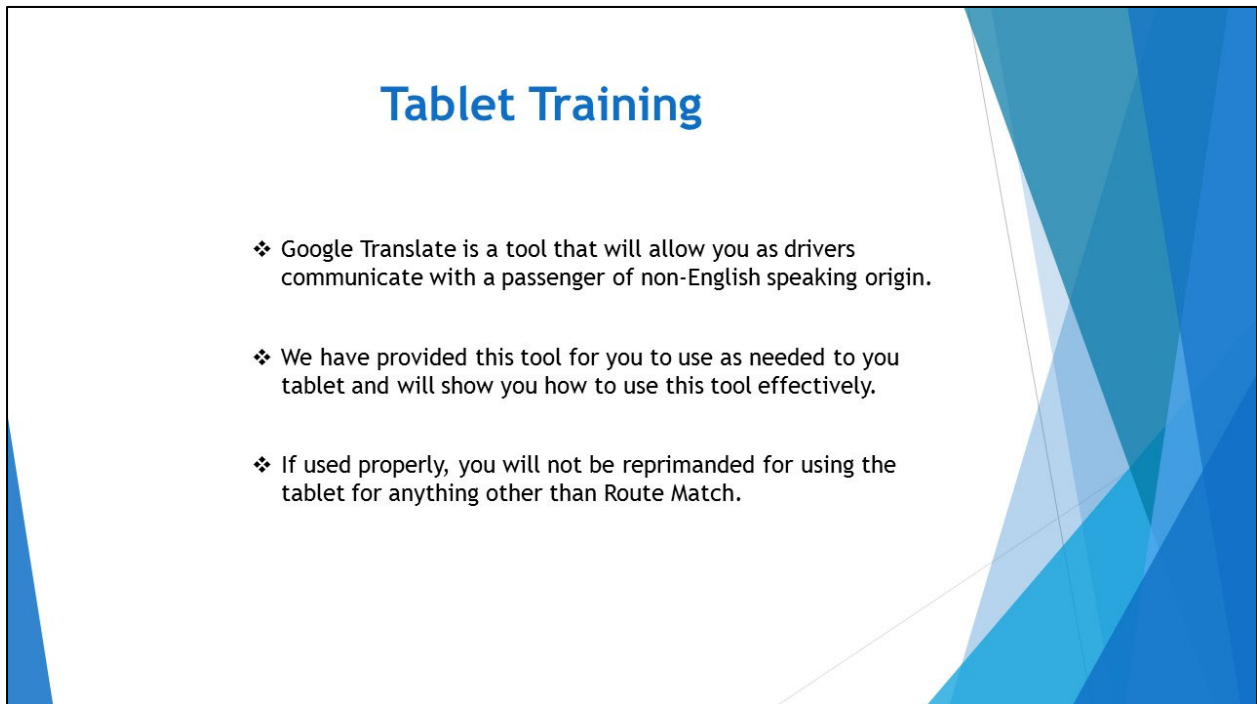 Tablet Training
❖ Google Translate is a tool that will allow you as drivers
communicate with a passenger of non-English speaking origin.
❖ We have provided this tool for you to use as needed to you
tablet and will show you how to use this tool effectively.
❖ If used properly, you will not be reprimanded for using the
tablet for anything other than Route Match.